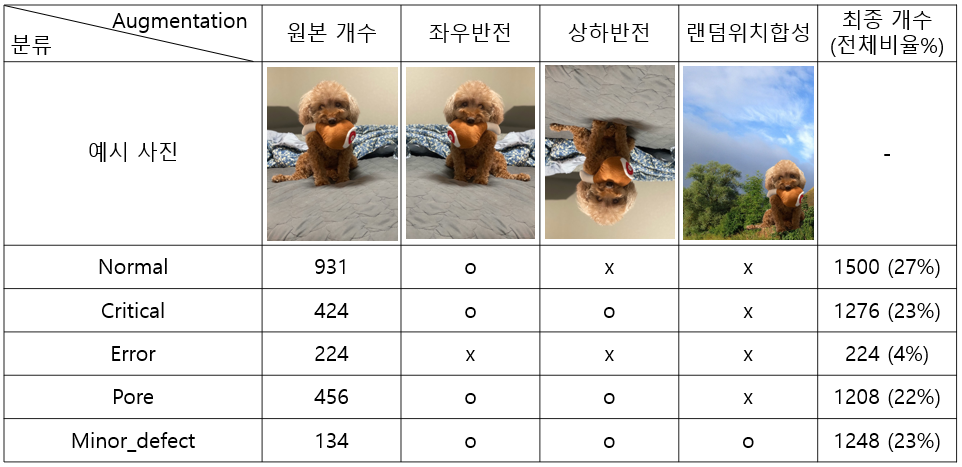 Augmentation
분류
원본 개수
좌우반전
상하반전
랜덤위치합성
최종 개수
(전체비율%)
예시 사진
-
Normal 931 o x x 1500 (27%)
Critical 424 o o x 1276 (23%)
Error 224 x x x 224 (4%)
Pore 456 o o x 1208 (22%)
Minor_defect 134 o o o 1248 (23%)